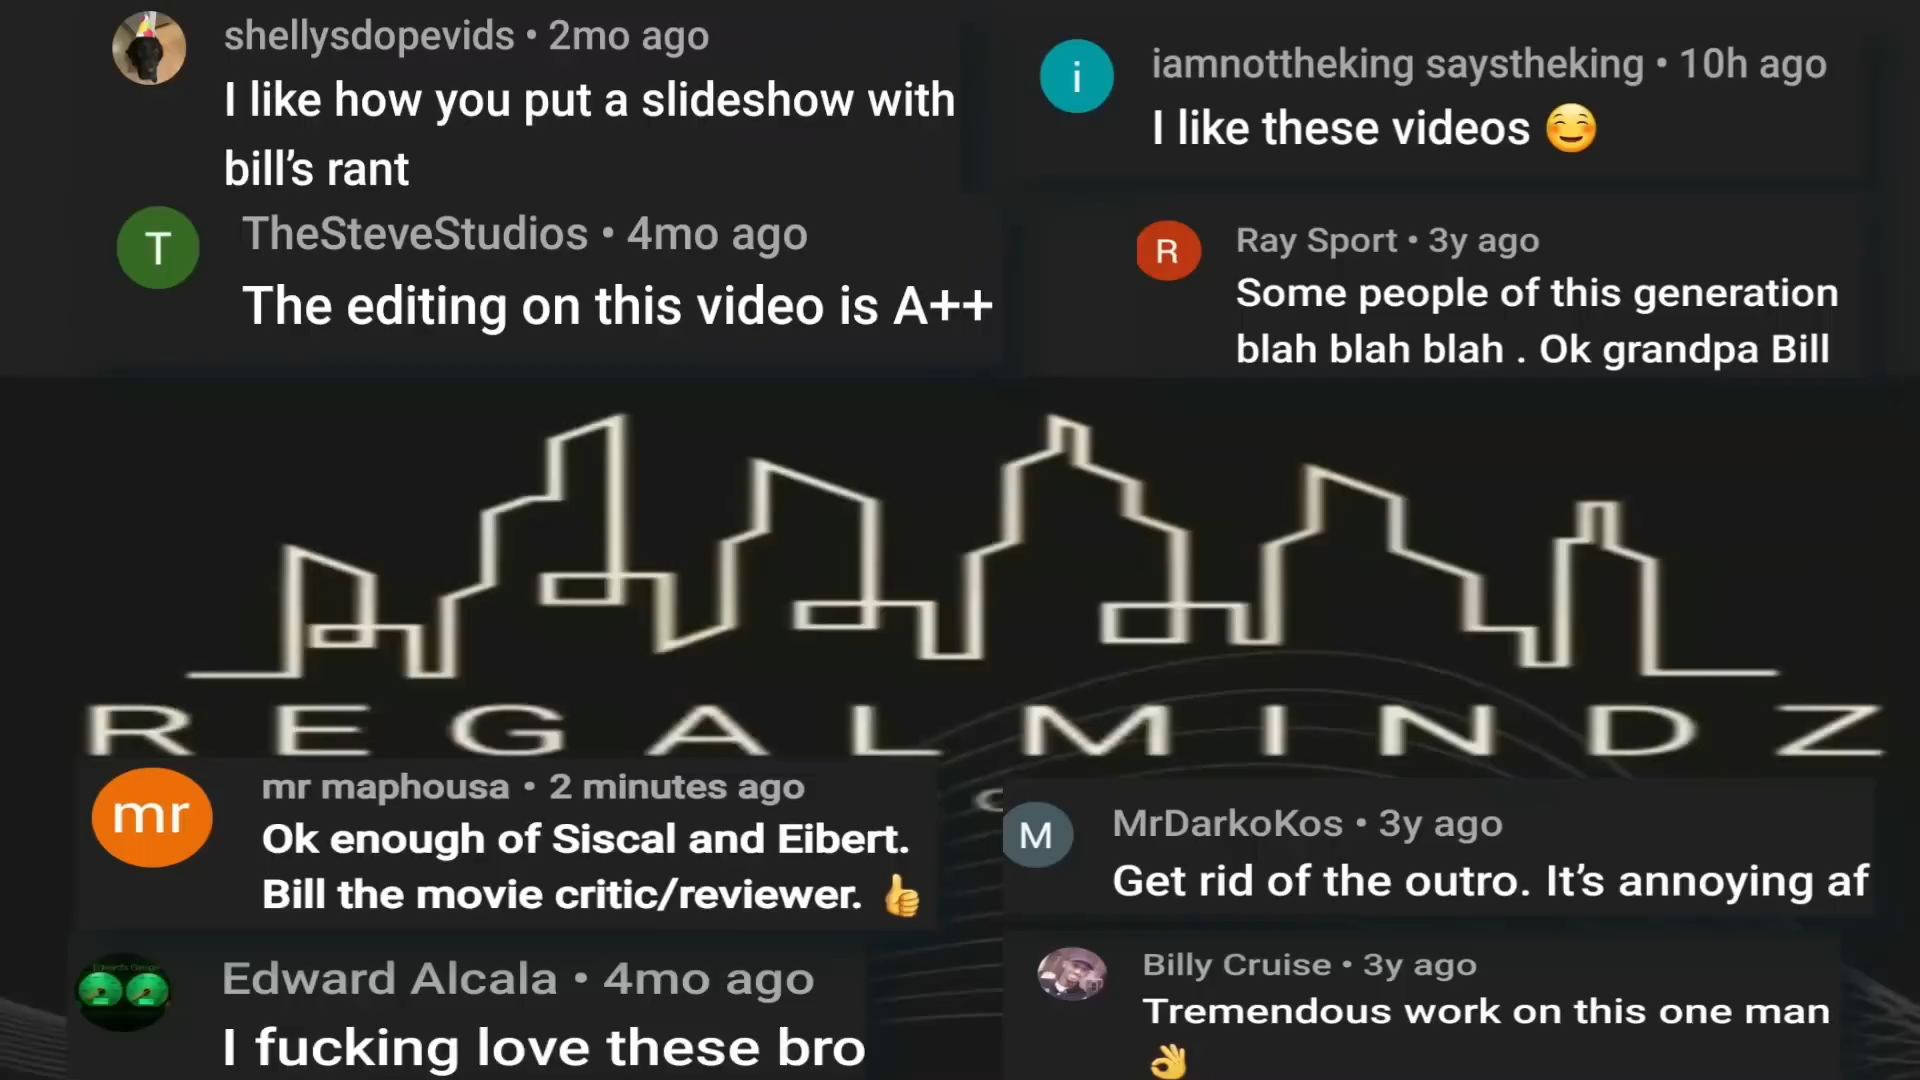 shellysdopevids • 2mo ago
I like how you put a slideshow with
bill’s rant
i
iamnottheking saystheking • 10h ago
I like these videos 😊
T
TheSteveStudios • 4mo ago
The editing on this video is A++
R
Ray Sport • 3y ago
Some people of this generation
blah blah blah . Ok grandpa Bill
REGAL MINDZ
mr
mr maphousa • 2 minutes ago
Ok enough of Siscal and Eibert.
Bill the movie critic/reviewer. 👍
M
MrDarkoKos • 3y ago
Get rid of the outro. It’s annoying af
Edward Alcala • 4mo ago
I fucking love these bro
Billy Cruise • 3y ago
Tremendous work on this one man
👌